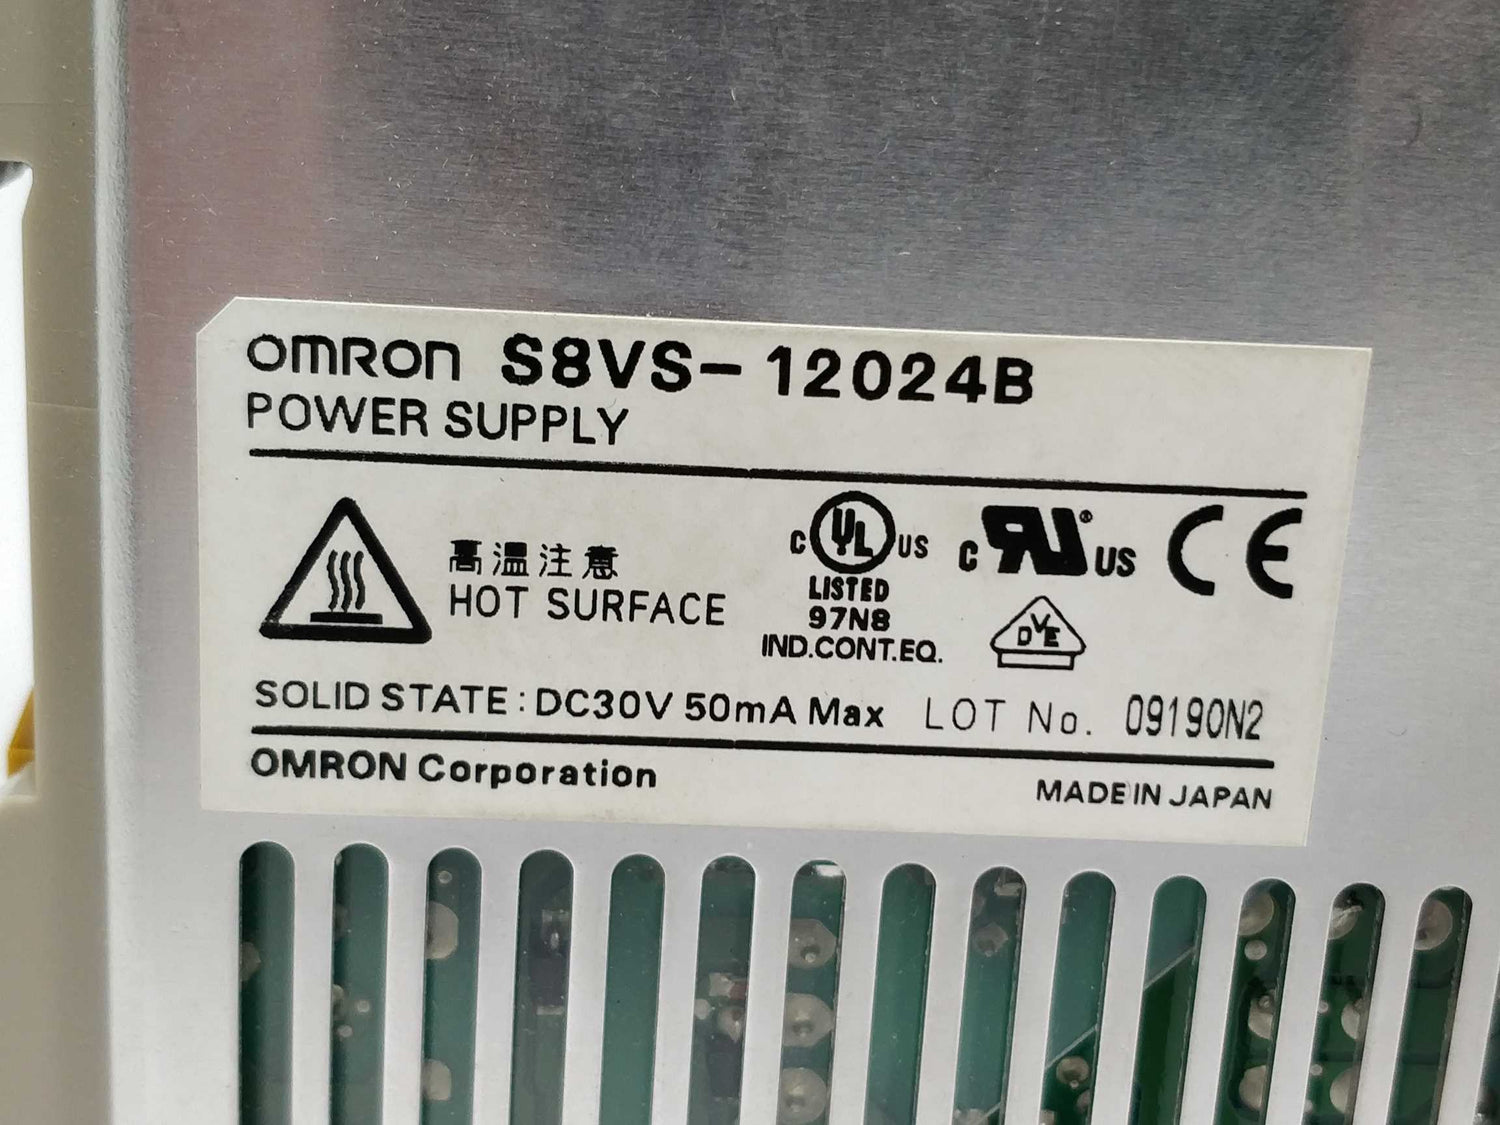 OMRON S8VS-12024B
POWER SUPPLY
高温注意
HOT SURFACE
C UL US
LISTED
97N8
IND.CONT.EQ.
C RU ® US
CE
DVE
SOLID STATE : DC30V 50mA Max LOT No. 09190N2
OMRON Corporation
MADE IN JAPAN